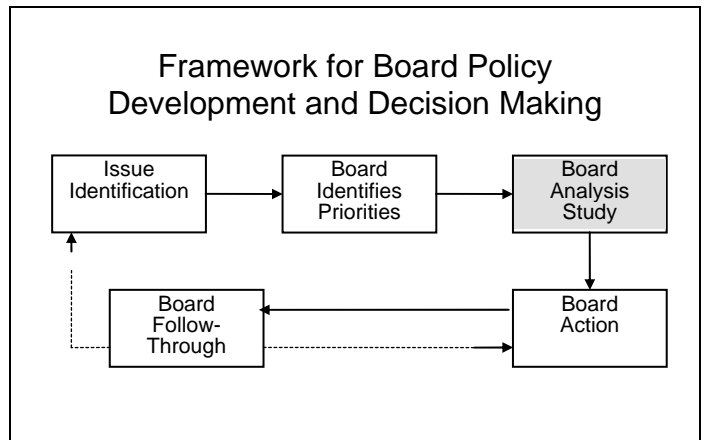 Framework for Board Policy
Development and Decision Making
Issue
Identification
Board
Identifies
Priorities
Board
Analysis
Study
Board
Follow-
Through
Board
Action